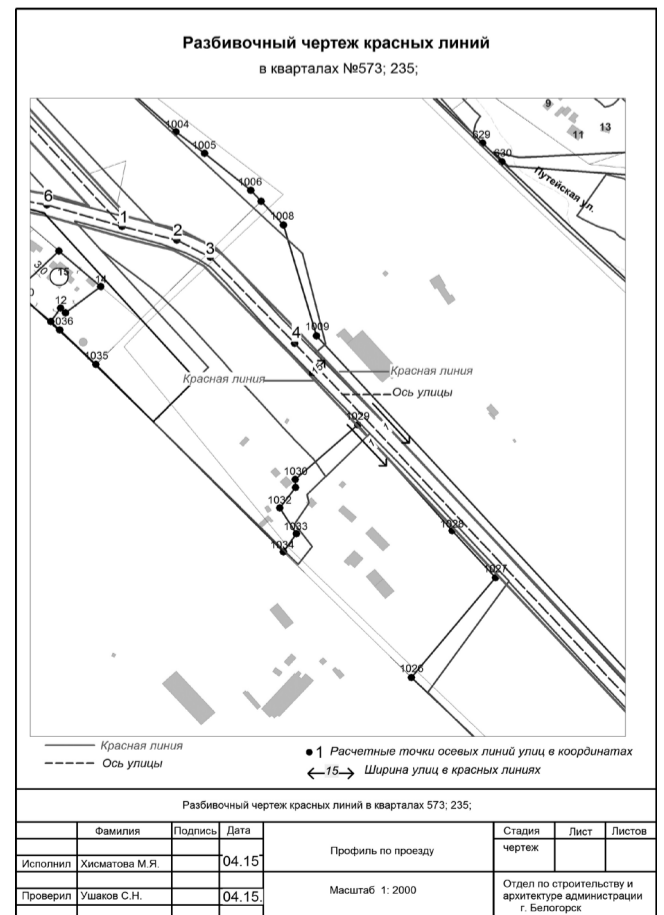 Разбивочный чертеж красных линий
в кварталах №573; 235;
1004
1005
1006
1008
1009
9
11
13
629
630
Путейская ул.
6
1
2
3
4
15
14
12
1036
1035
Красная линия
Красная линия
15
Ось улицы
1029
1030
1032
1033
1034
1028
1027
1026
Красная линия
Ось улицы
1 Расчетные точки осевых линий улиц в координатах
15 Ширина улиц в красных линиях
Разбивочный чертеж красных линий в кварталах 573; 235;
Фамилия Подпись Дата
Стадия Лист Листов
Исполнил Хисматова М.Я. 04.15
Профиль по проезду
чертеж
Проверил Ушаков С.Н. 04.15.
Масштаб 1: 2000
Отдел по строительству и
архитектуре администрации
г. Белогорск